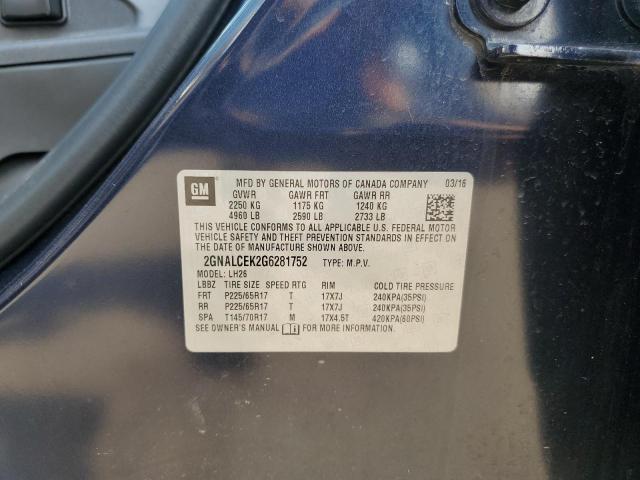 GM
MFD BY GENERAL MOTORS OF CANADA COMPANY 03/16
GVWR GAWR FRT GAWR RR
2250 KG 1175 KG 1240 KG
4960 LB 2590 LB 2733 LB
THIS VEHICLE CONFORMS TO ALL APPLICABLE U.S. FEDERAL MOTOR
VEHICLE SAFETY AND THEFT PREVENTION STANDARDS IN EFFECT ON
THE DATE OF MANUFACTURE SHOWN ABOVE.
2GNALCEK2G6281752 TYPE: M.P.V.
MODEL: LH26
LBBZ TIRE SIZE SPEED RTG RIM COLD TIRE PRESSURE
FRT P225/65R17 T 17X7J 240KPA(35PSI)
RR P225/65R17 T 17X7J 240KPA(35PSI)
SPA T145/70R17 M 17X4.5T 420KPA(60PSI)
SEE OWNER'S MANUAL FOR MORE INFORMATION